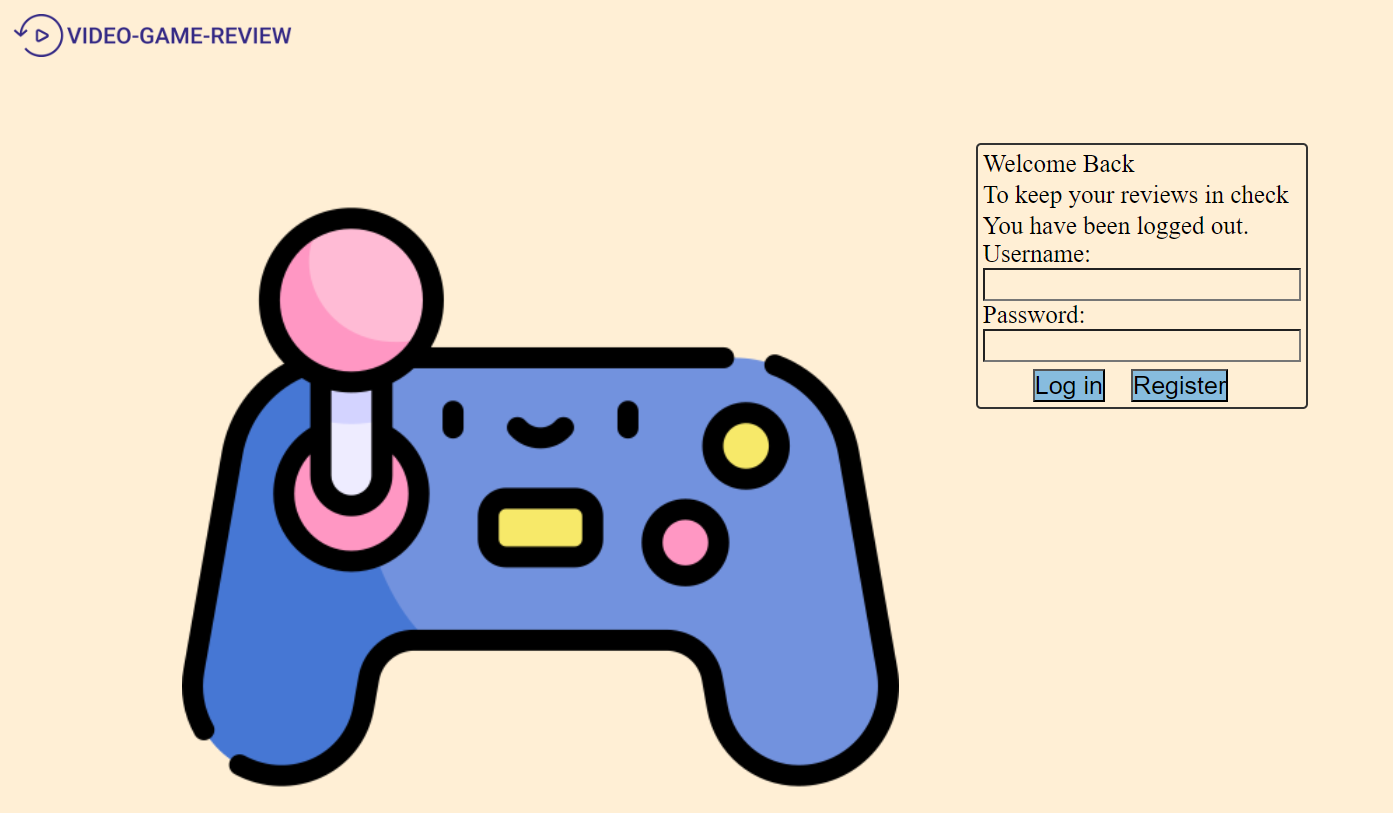 VIDEO-GAME-REVIEW
Welcome Back
To keep your reviews in check
You have been logged out.
Username:
Password:
Log in Register